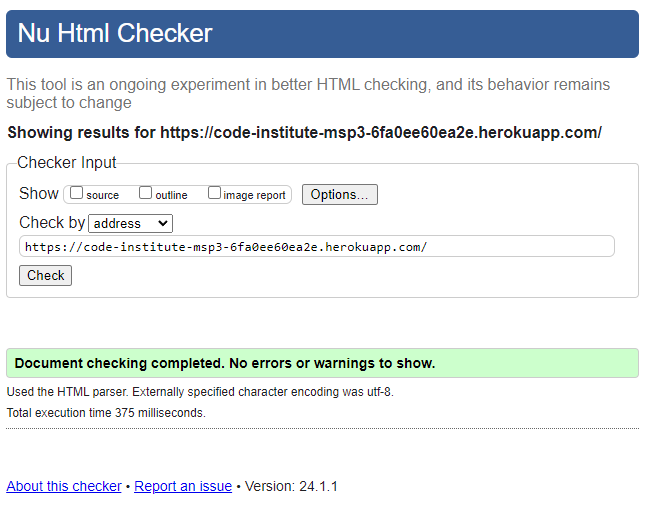 Nu Html Checker
This tool is an ongoing experiment in better HTML checking, and its behavior remains
subject to change
Showing results for https://code-institute-msp3-6fa0ee60ea2e.herokuapp.com/
Checker Input
Show source outline image report Options...
Check by address
https://code-institute-msp3-6fa0ee60ea2e.herokuapp.com/
Check
Document checking completed. No errors or warnings to show.
Used the HTML parser. Externally specified character encoding was utf-8.
Total execution time 375 milliseconds.
About this checker • Report an issue • Version: 24.1.1